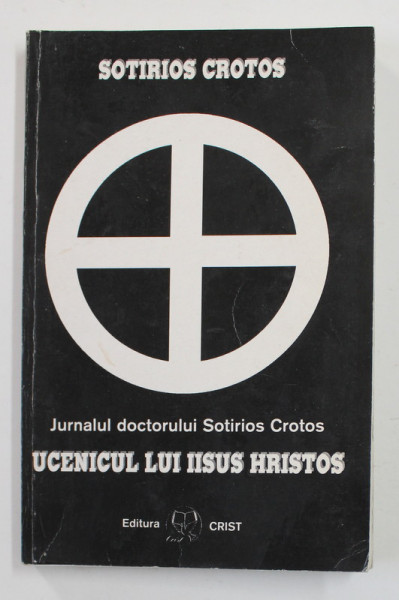 SOTIRIOS CROTOS
Jurnalul doctorului Sotirios Crotos
UCENICUL LUI IISUS HRISTOS
Editura CRIST